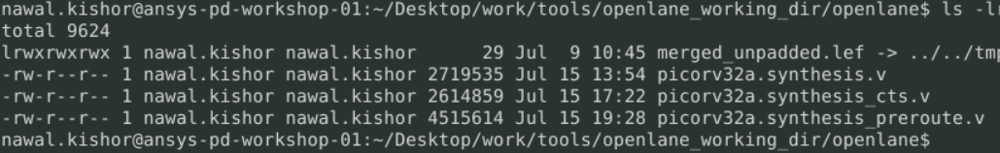 nawal.kishor@ansys-pd-workshop-01:~/Desktop/work/tools/openlane_working_dir/openlane$ ls -l
total 9624
lrwxrwxrwx 1 nawal.kishor nawal.kishor      29 Jul  9 10:45 merged_unpadded.lef -> ../../tmp
-rw-r--r-- 1 nawal.kishor nawal.kishor 2719535 Jul 15 13:54 picorv32a.synthesis.v
-rw-r--r-- 1 nawal.kishor nawal.kishor 2614859 Jul 15 17:22 picorv32a.synthesis_cts.v
-rw-r--r-- 1 nawal.kishor nawal.kishor 4515614 Jul 15 19:28 picorv32a.synthesis_preroute.v
nawal.kishor@ansys-pd-workshop-01:~/Desktop/work/tools/openlane_working_dir/openlane$